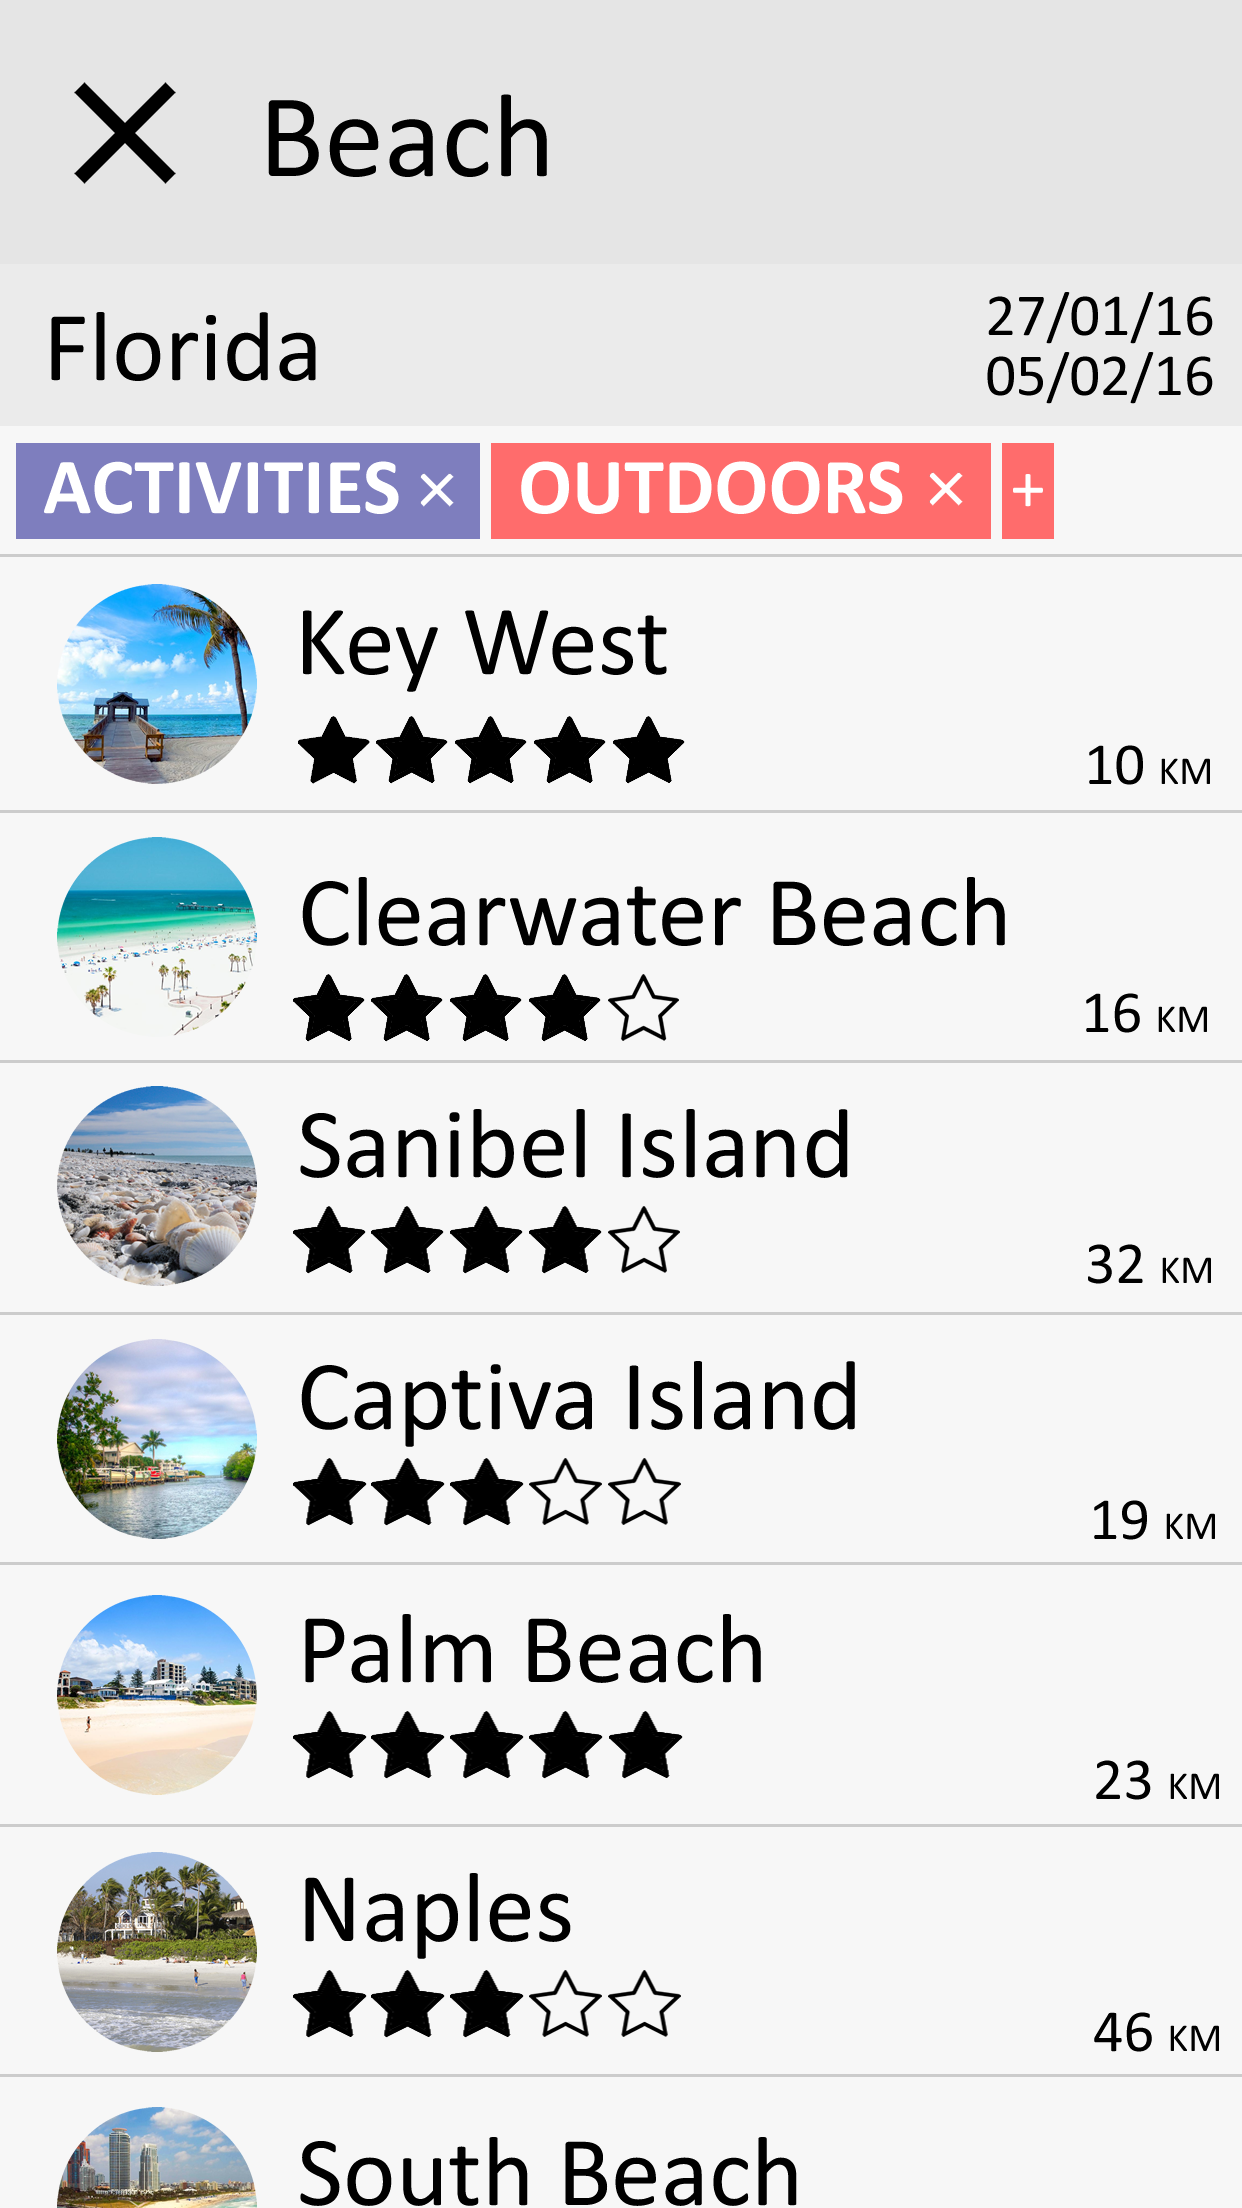 Beach
Florida
27/01/16
05/02/16
ACTIVITIES × OUTDOORS × +
Key West
10 KM
Clearwater Beach
16 KM
Sanibel Island
32 KM
Captiva Island
19 KM
Palm Beach
23 KM
Naples
46 KM
South Beach